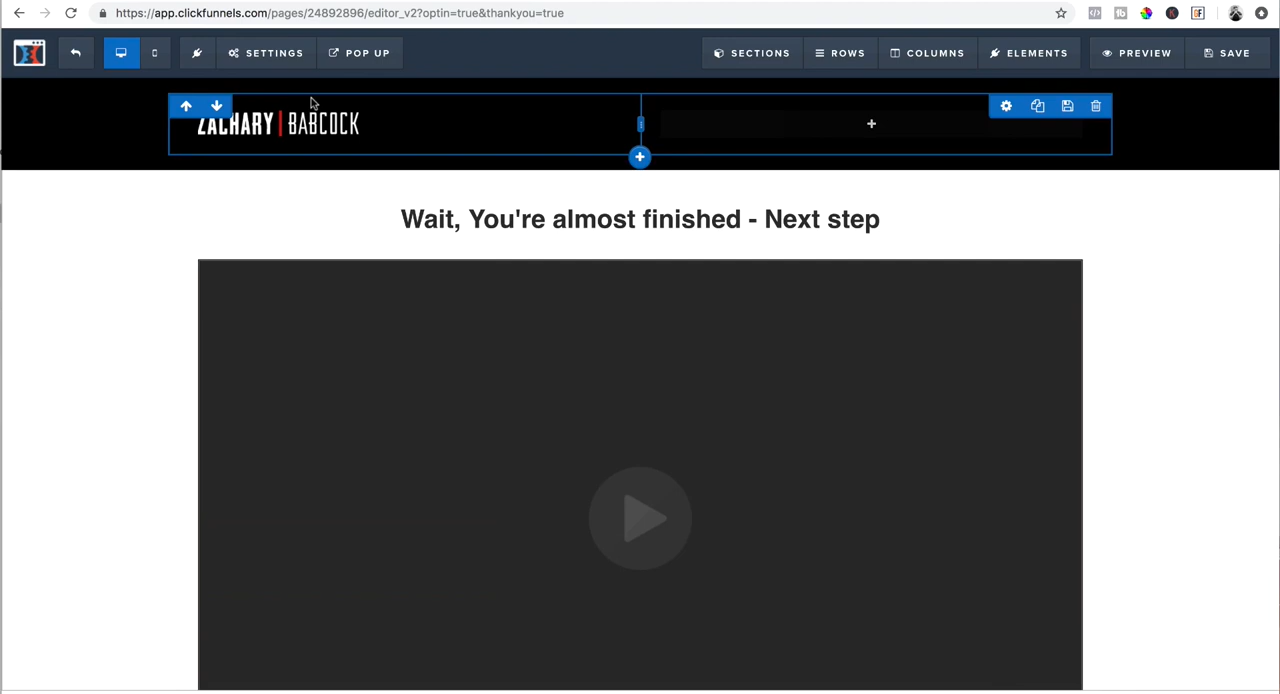 https://app.clickfunnels.com/pages/24892896/editor_v2?optin=true&thankyou=true
SETTINGS
POP UP
SECTIONS
ROWS
COLUMNS
ELEMENTS
PREVIEW
SAVE
ZACHARY | BABCOCK
Wait, You're almost finished - Next step